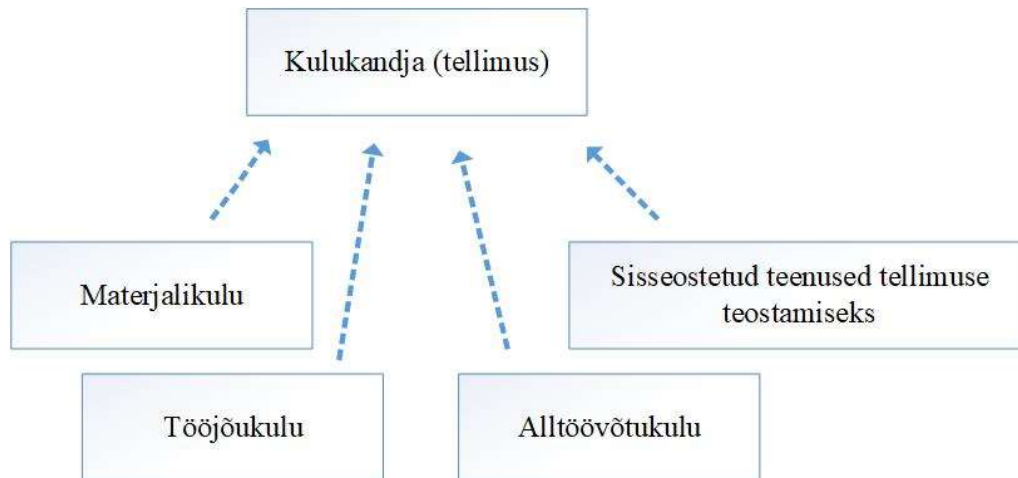 Kulukandja (tellimus)
Materjalikulu
Sisseostetud teenused tellimuse
teostamiseks
Tööjõukulu
Alltöövõtukulu